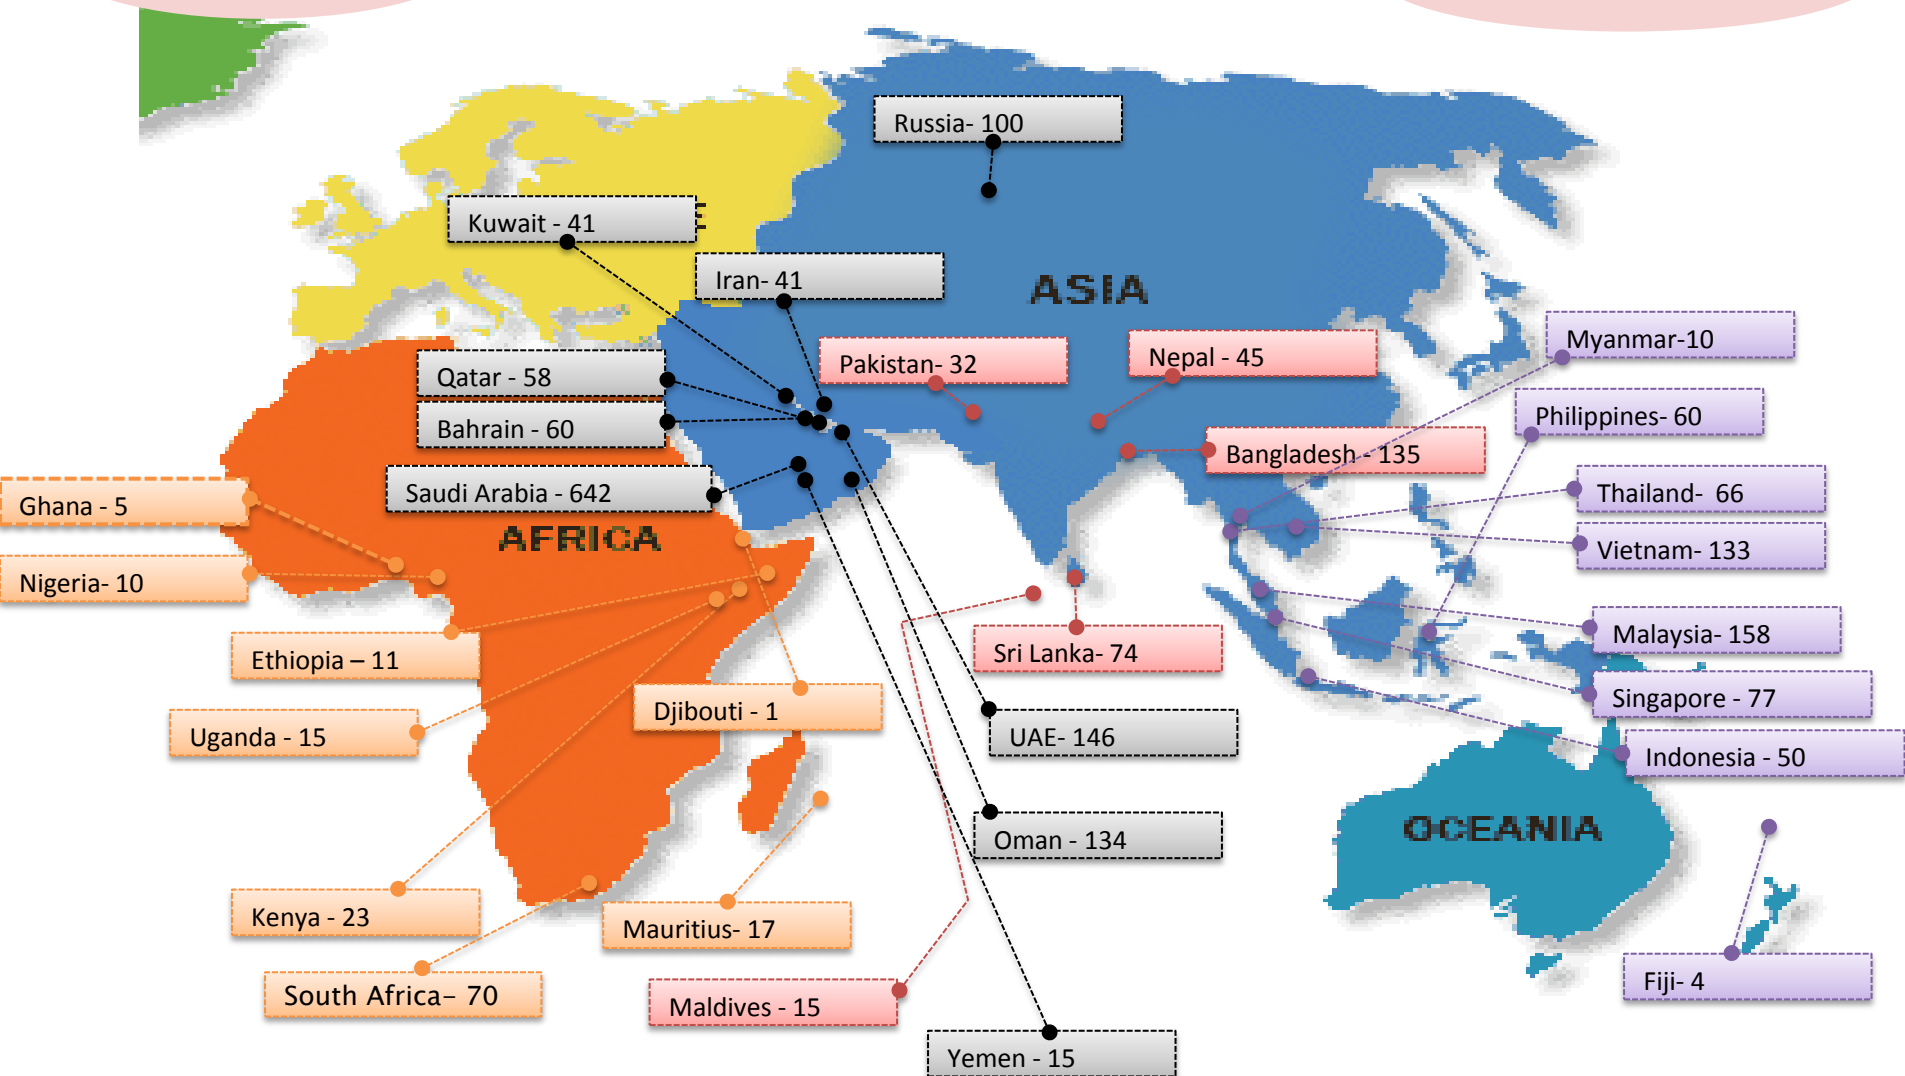 Russia- 100
Kuwait - 41
E
Iran- 41
ASIA
Myanmar-10
Pakistan- 32
Nepal - 45
Qatar - 58
Philippines- 60
Bahrain - 60
Bangladesh - 135
Saudi Arabia - 642
Thailand-  66
Ghana - 5
AFRICA
Vietnam- 133
Nigeria- 10
Malaysia- 158
Ethiopia – 11
Sri Lanka- 74
Singapore - 77
Djibouti - 1
Uganda - 15
UAE- 146
Indonesia - 50
OCEANIA
Oman - 134
Kenya - 23
Mauritius- 17
Fiji- 4
South Africa– 70
Maldives - 15
Yemen - 15